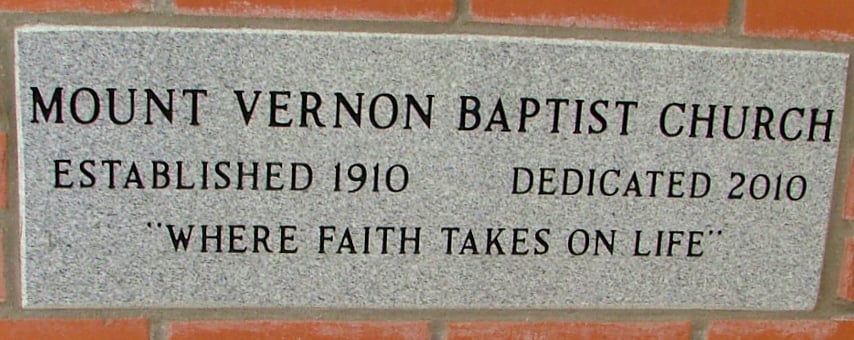 MOUNT VERNON BAPTIST CHURCH
ESTABLISHED 1910 DEDICATED 2010
"WHERE FAITH TAKES ON LIFE"